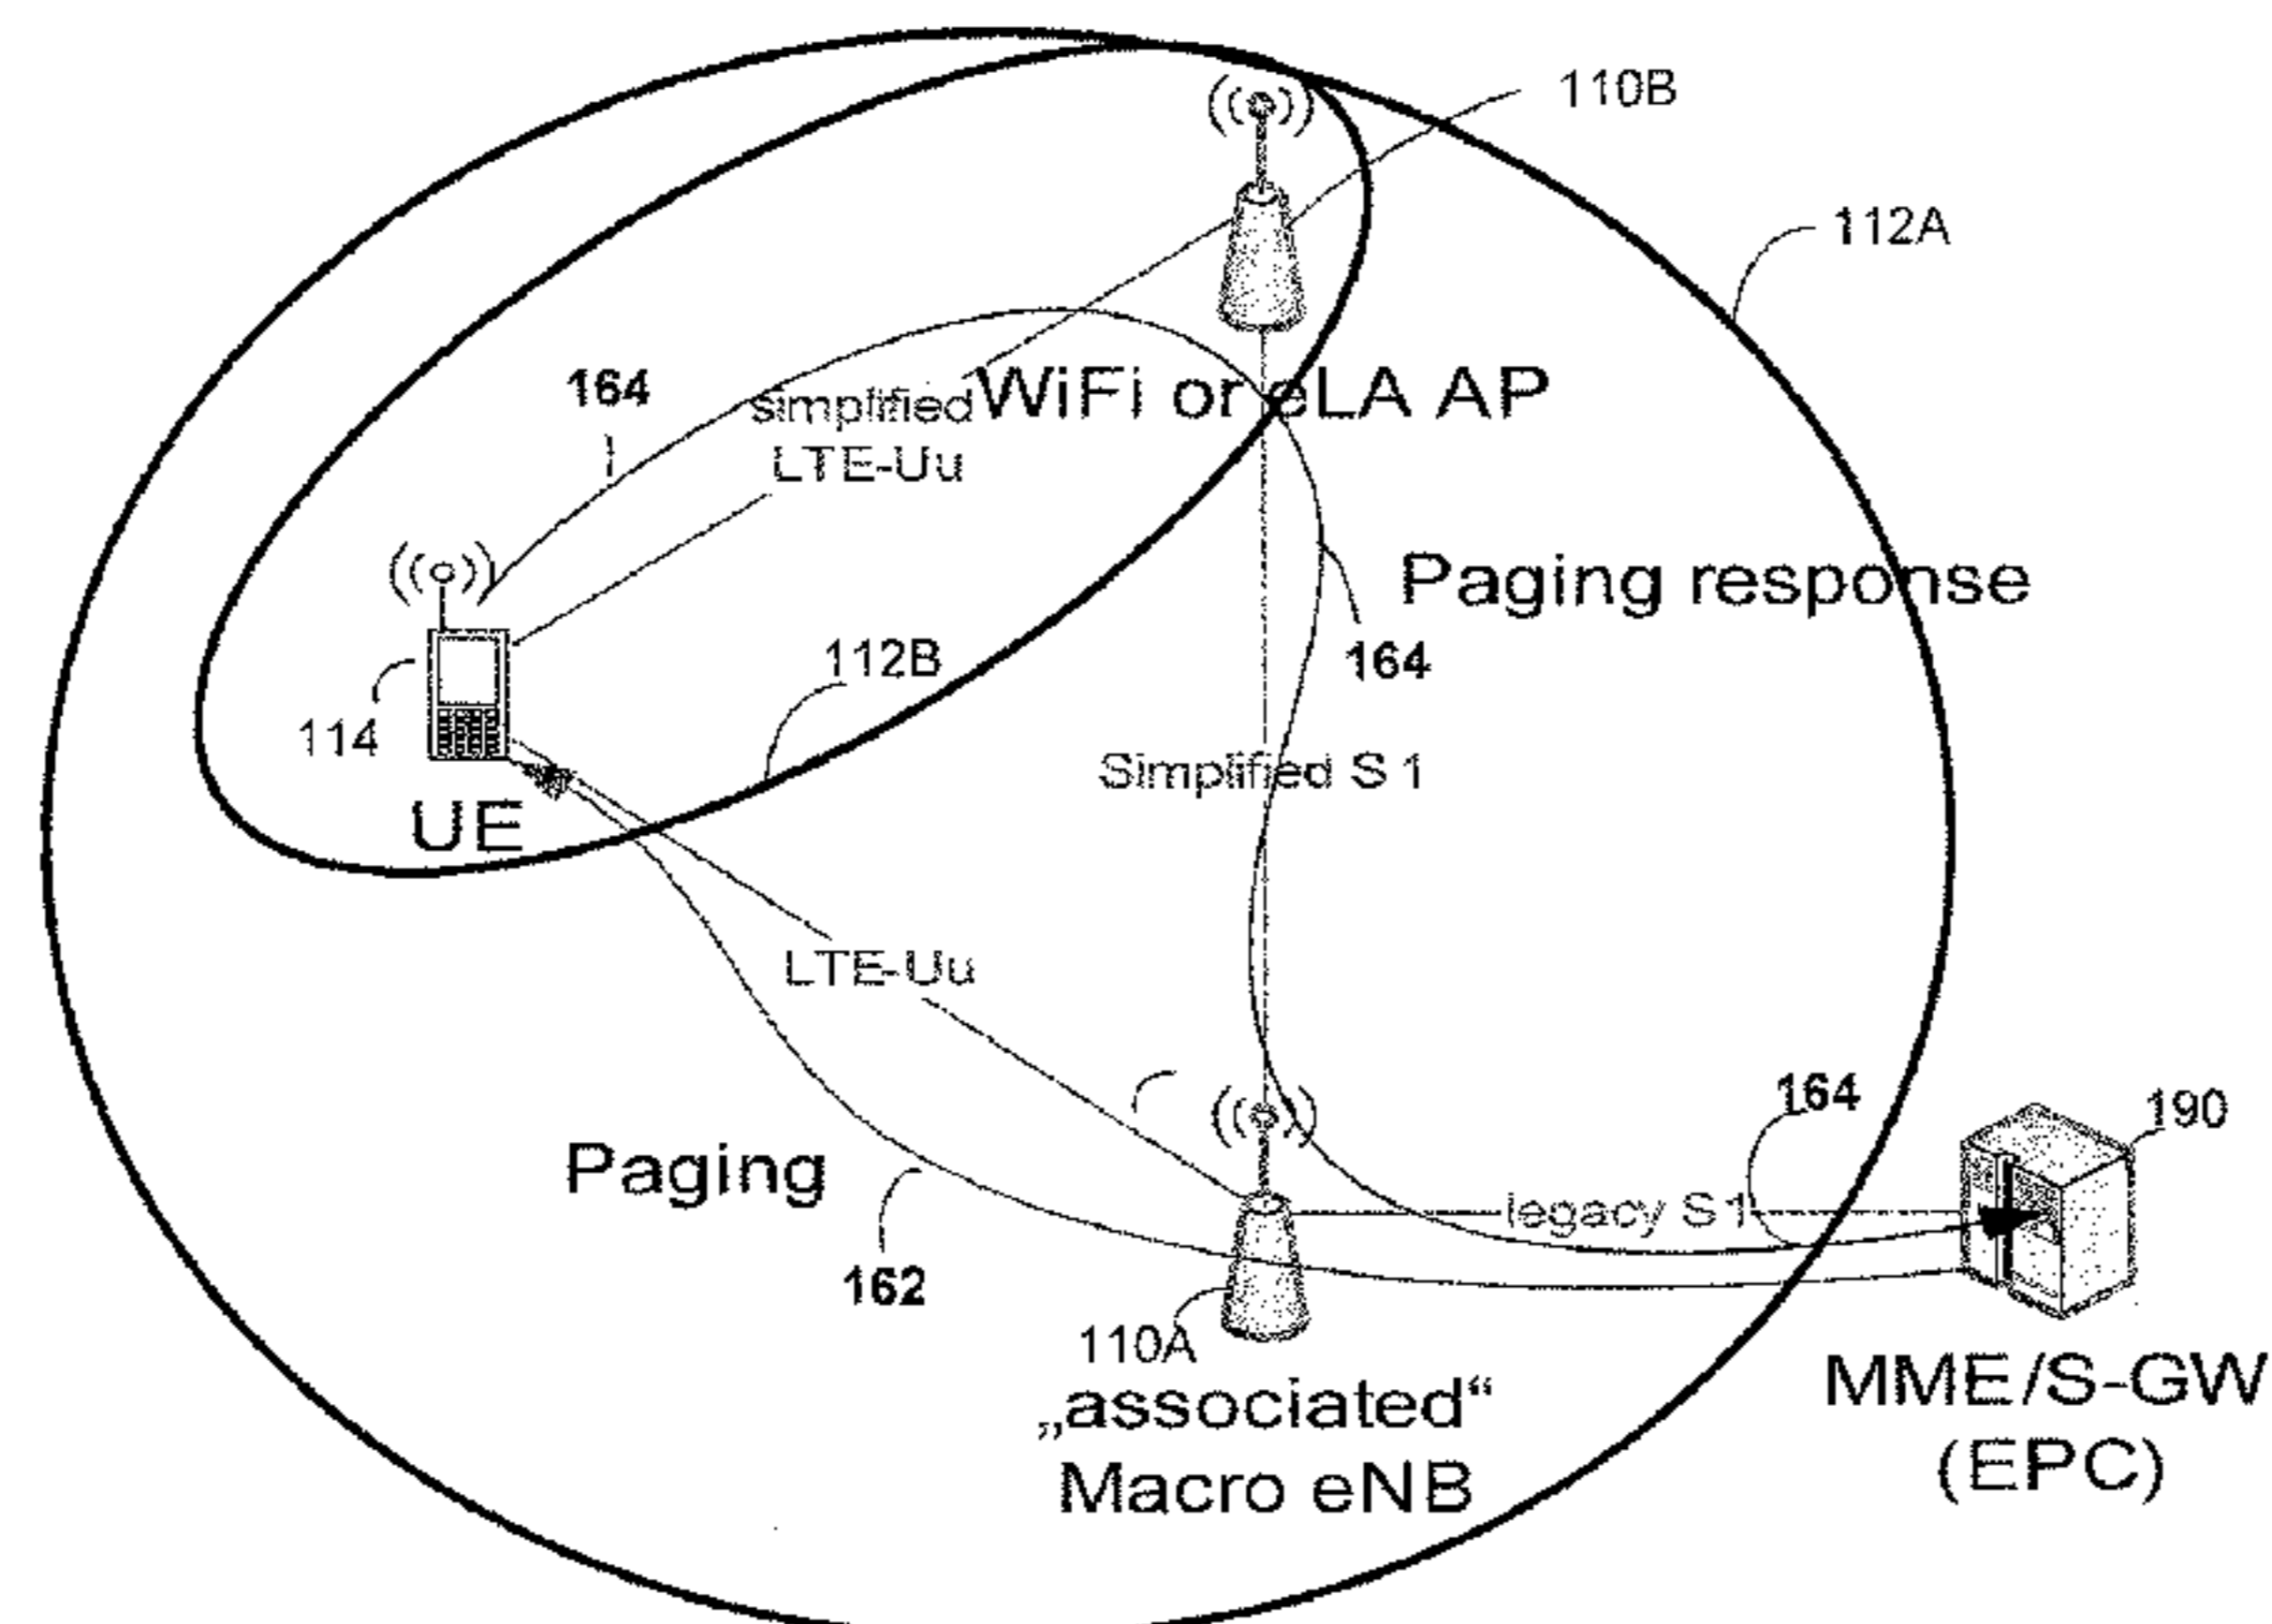 110B
112A
164
simplified
LTE-Uu
WiFi or eLA AP
Paging response
164
112B
114
UE
Simplified S1
LTE-Uu
164
190
Paging
legacy S1
162
110A
„associated“
Macro eNB
MME/S-GW
(EPC)